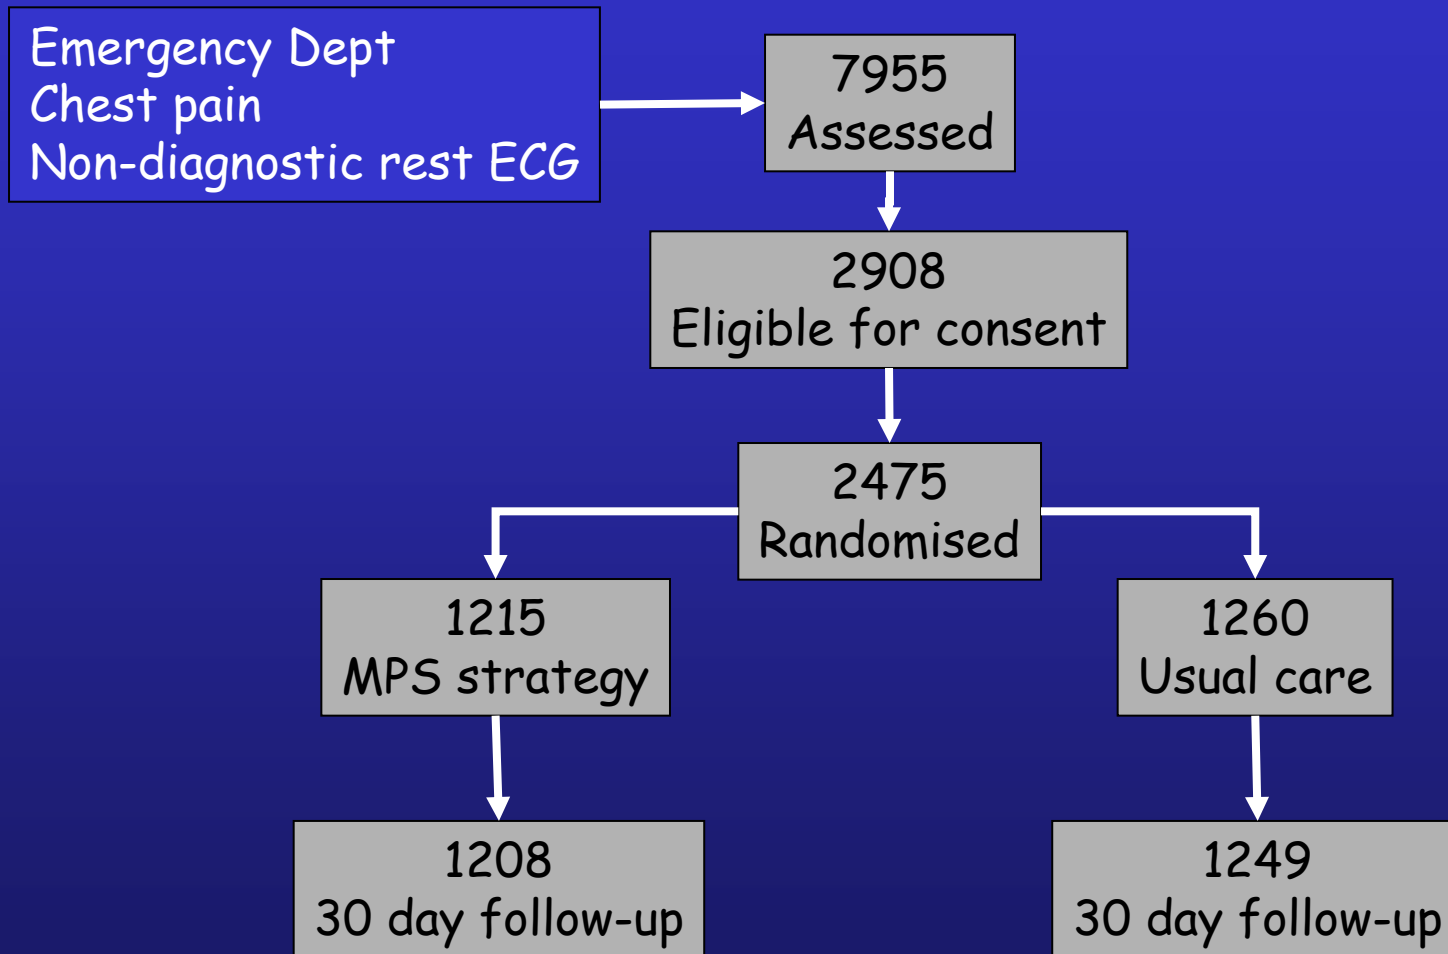 Emergency Dept
Chest pain
Non-diagnostic rest ECG
7955
Assessed
2908
Eligible for consent
2475
Randomised
1215
MPS strategy
1260
Usual care
1208
30 day follow-up
1249
30 day follow-up